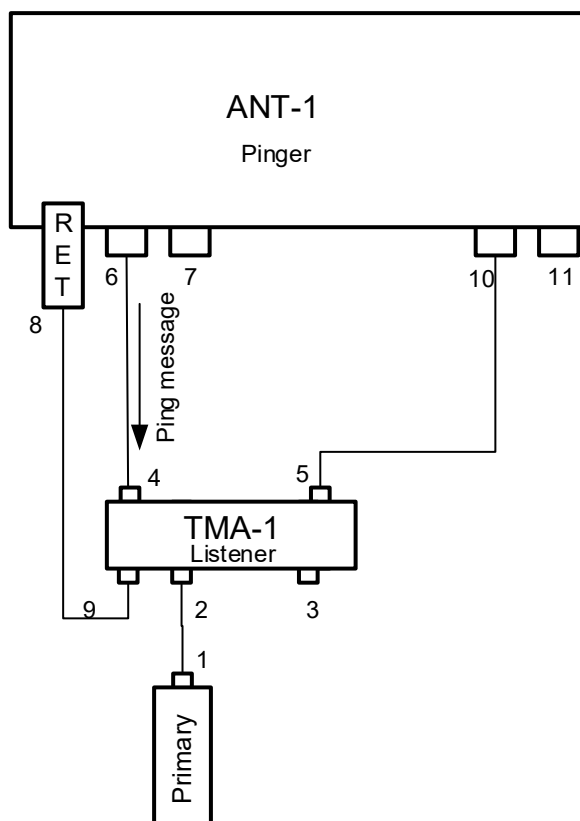 ANT-1
Pinger
R
E
T
6
7
10
11
8
Ping message
4
5
TMA-1
Listener
9
2
3
1
Primary